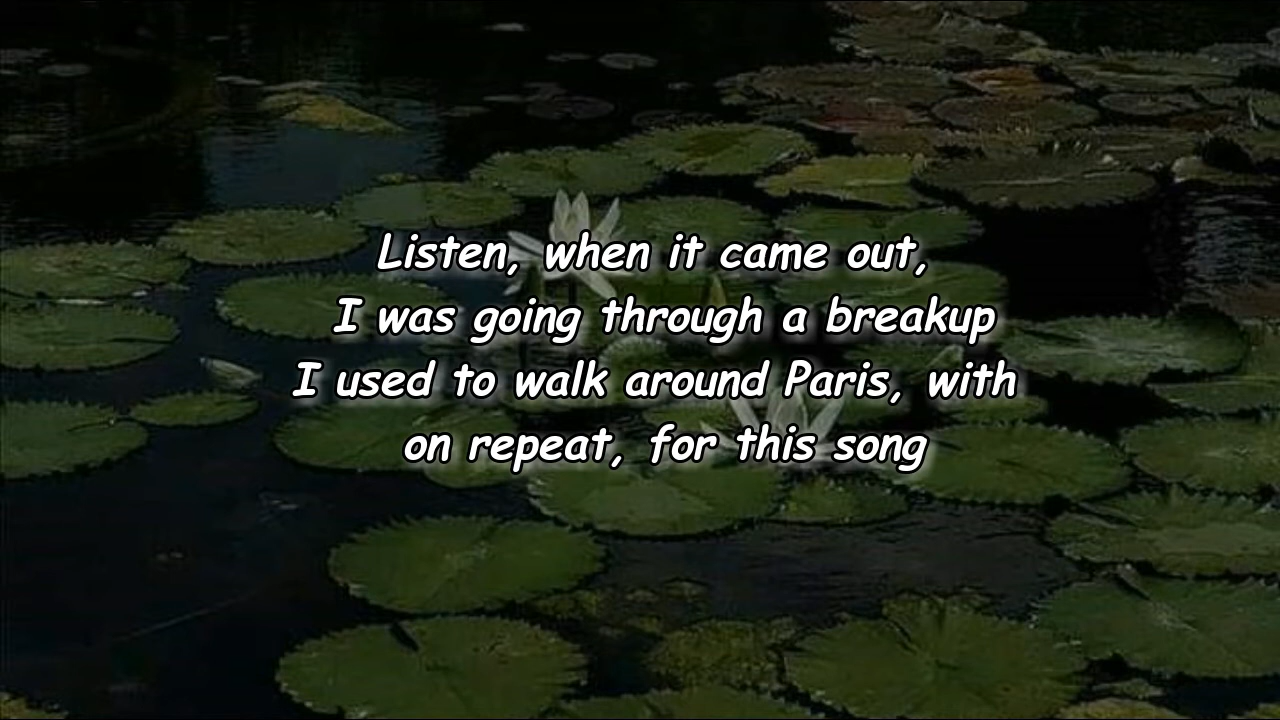 Listen, when it came out,
I was going through a breakup
I used to walk around Paris, with
on repeat, for this song